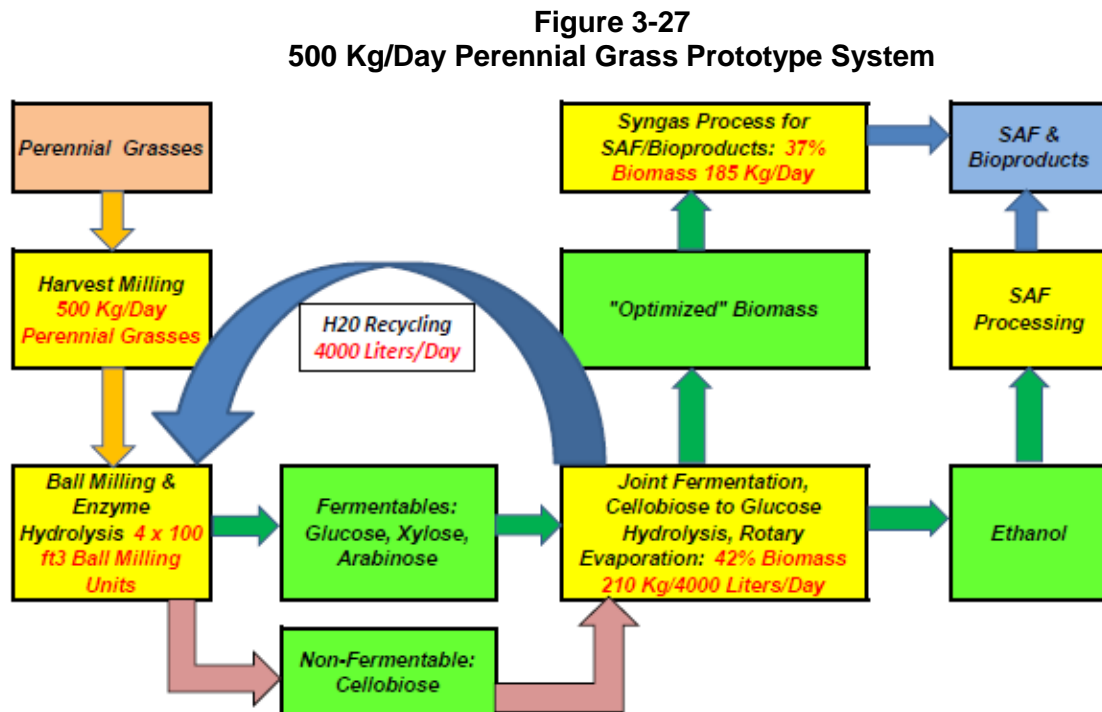 Figure 3-27
500 Kg/Day Perennial Grass Prototype System
Perennial Grasses
Syngas Process for
SAF/Bioproducts: 37%
Biomass 185 Kg/Day
SAF &
Bioproducts
Harvest Milling
500 Kg/Day
Perennial Grasses
H20 Recycling
4000 Liters/Day
"Optimized" Biomass
SAF
Processing
Ball Milling &
Enzyme
Hydrolysis 4 x 100
ft3 Ball Milling
Units
Fermentables:
Glucose, Xylose,
Arabinose
Joint Fermentation,
Cellobiose to Glucose
Hydrolysis, Rotary
Evaporation: 42% Biomass
210 Kg/4000 Liters/Day
Ethanol
Non-Fermentable:
Cellobiose